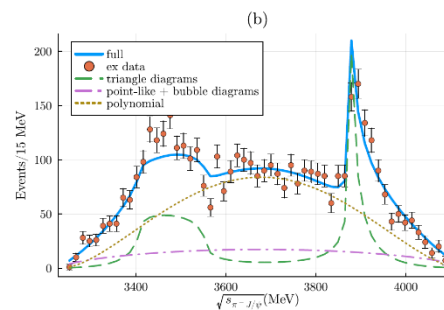 (b)
full
ex data
triangle diagrams
point-like + bubble diagrams
polynomial
Events/15 MeV
200
150
100
50
0
3400
3600
3800
4000
√s_{π⁻J/ψ}(MeV)